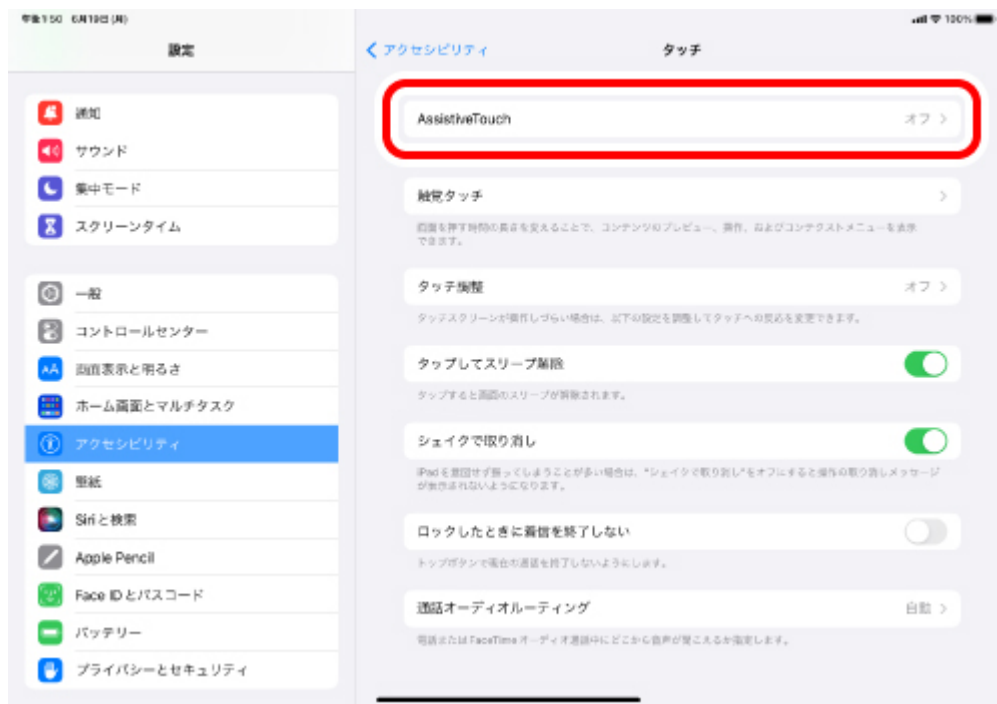 午後1:50 6月19日(月)
100%
設定
アクセシビリティ
タッチ
通知
サウンド
集中モード
スクリーンタイム
一般
コントロールセンター
画面表示と明るさ
ホーム画面とマルチタスク
アクセシビリティ
壁紙
Siriと検索
Apple Pencil
Face IDとパスコード
バッテリー
プライバシーとセキュリティ
AssistiveTouch
オフ
触覚タッチ
画面を押す時間の長さを変えることで、コンテンツのプレビュー、操作、およびコンテクストメニューを表示
できます。
タッチ調整
オフ
タッチスクリーンが操作しづらい場合は、以下の設定を調整してタッチへの反応を変更できます。
タップしてスリープ解除
タップすると画面のスリープが解除されます。
シェイクで取り消し
iPadを意図せず振ってしまうことが多い場合は、"シェイクで取り消し"をオフにすると操作の取り消しメッセージ
が表示されないようになります。
ロックしたときに着信を終了しない
トップボタンで現在の通話を終了しないようにします。
通話オーディオルーティング
自動
電話またはFaceTimeオーディオ通話中にどこから音声が聞こえるか指定します。